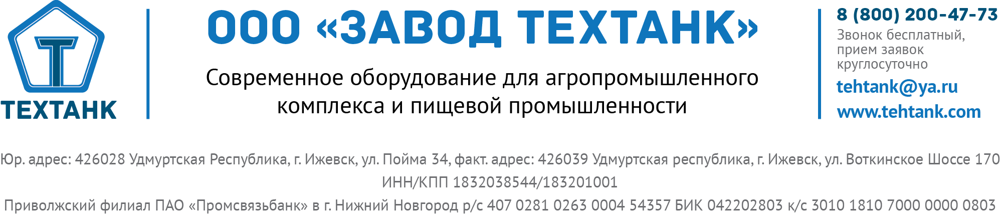 ТЕХТАНК
ООО «ЗАВОД ТЕХТАНК»
Современное оборудование для агропромышленного
комплекса и пищевой промышленности
8 (800) 200-47-73
Звонок бесплатный,
прием заявок
круглосуточно
tehtank@ya.ru
www.tehtank.com
Юр. адрес: 426028 Удмуртская Республика, г. Ижевск, ул. Пойма 34, факт. адрес: 426039 Удмуртская республика, г. Ижевск, ул. Воткинское Шоссе 170
ИНН/КПП 1832038544/183201001
Приволжский филиал ПАО «Промсвязьбанк» в г. Нижний Новгород р/с 407 0281 0263 0004 54357 БИК 042202803 к/с 3010 1810 7000 0000 0803